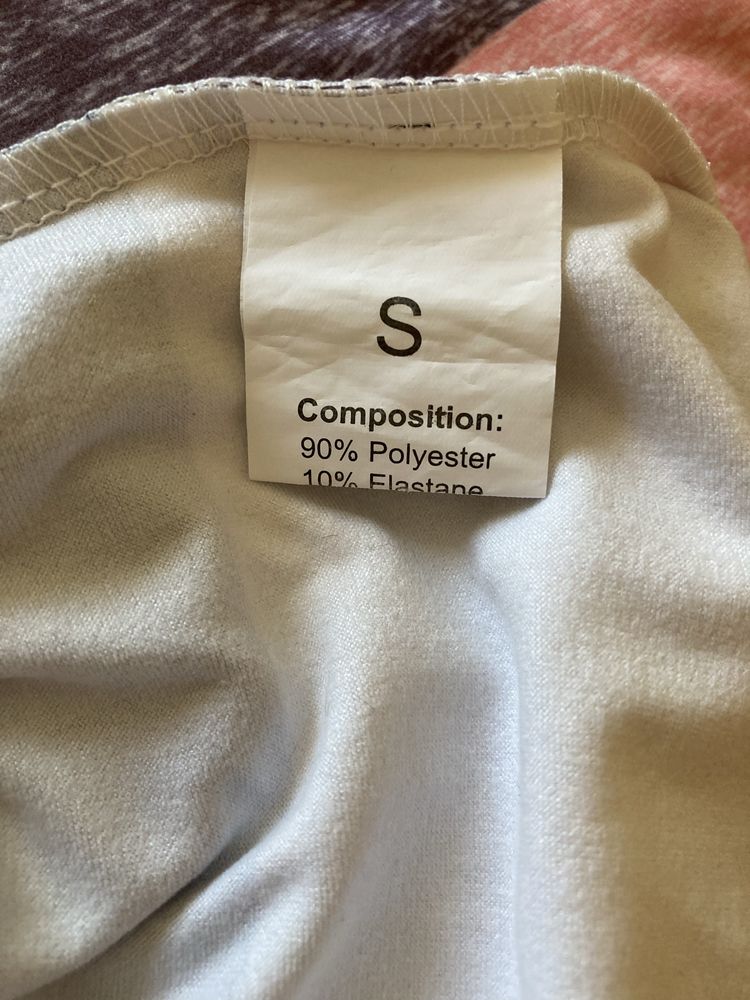 S
Composition:
90% Polyester
10% Elastane